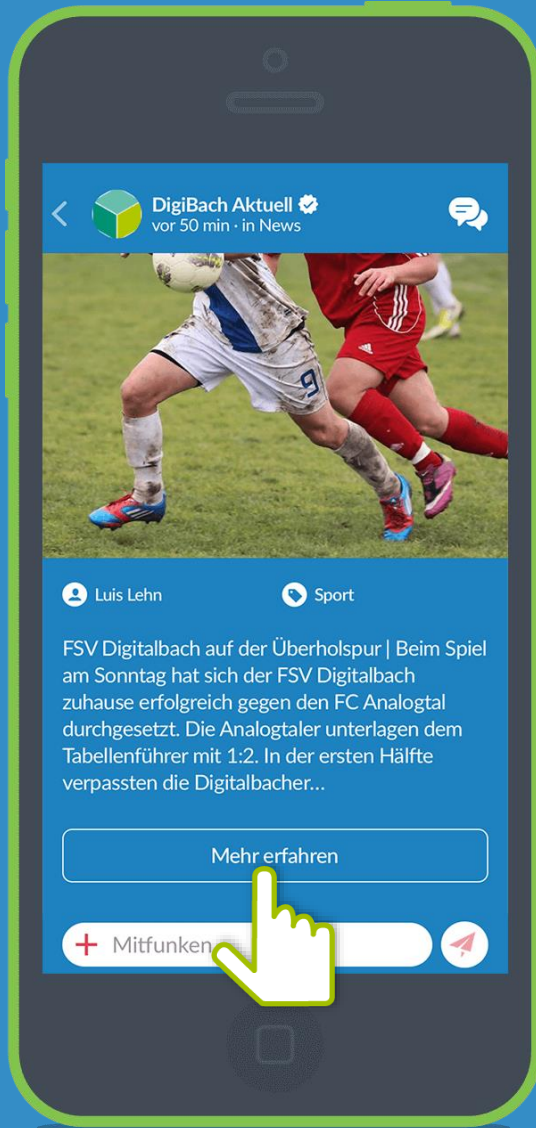 DigiBach Aktuell
vor 50 min · in News
9
Luis Lehn
Sport
FSV Digitalbach auf der Überholspur | Beim Spiel
am Sonntag hat sich der FSV Digitalbach
zuhause erfolgreich gegen den FC Analogtal
durchgesetzt. Die Analogtaler unterlagen dem
Tabellenführer mit 1:2. In der ersten Hälfte
verpassten die Digitalbacher...
Mehr erfahren
Mitfunken